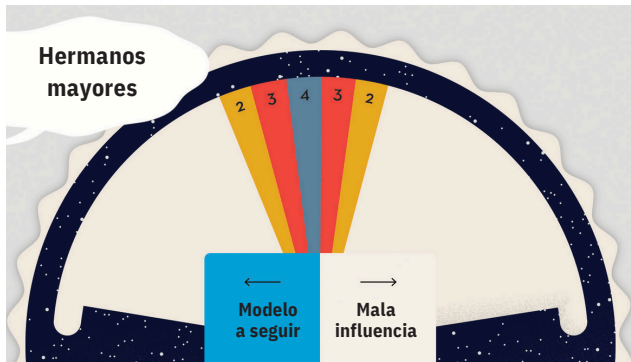 Hermanos
mayores
2 3 4 3 2
← →
Modelo
a seguir
Mala
influencia